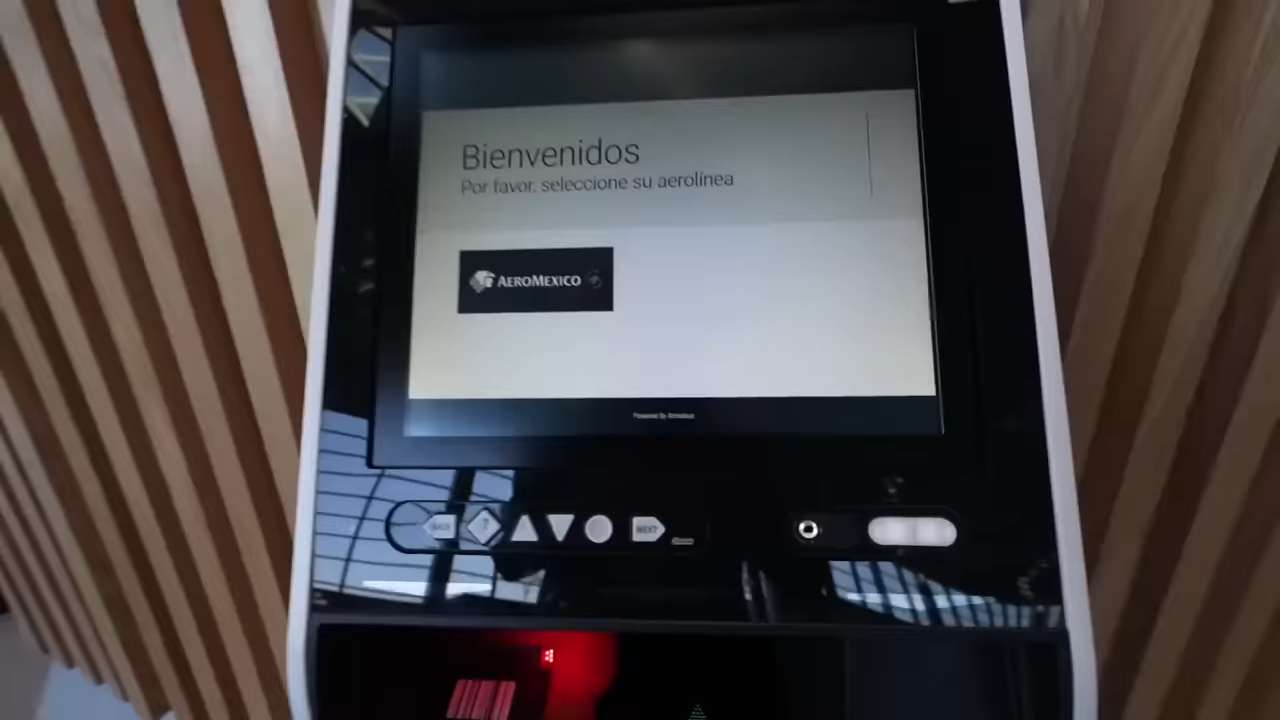 Bienvenidos
Por favor, seleccione su aerolínea
AEROMEXICO
Powered By Amadeus
BACK
?
NEXT